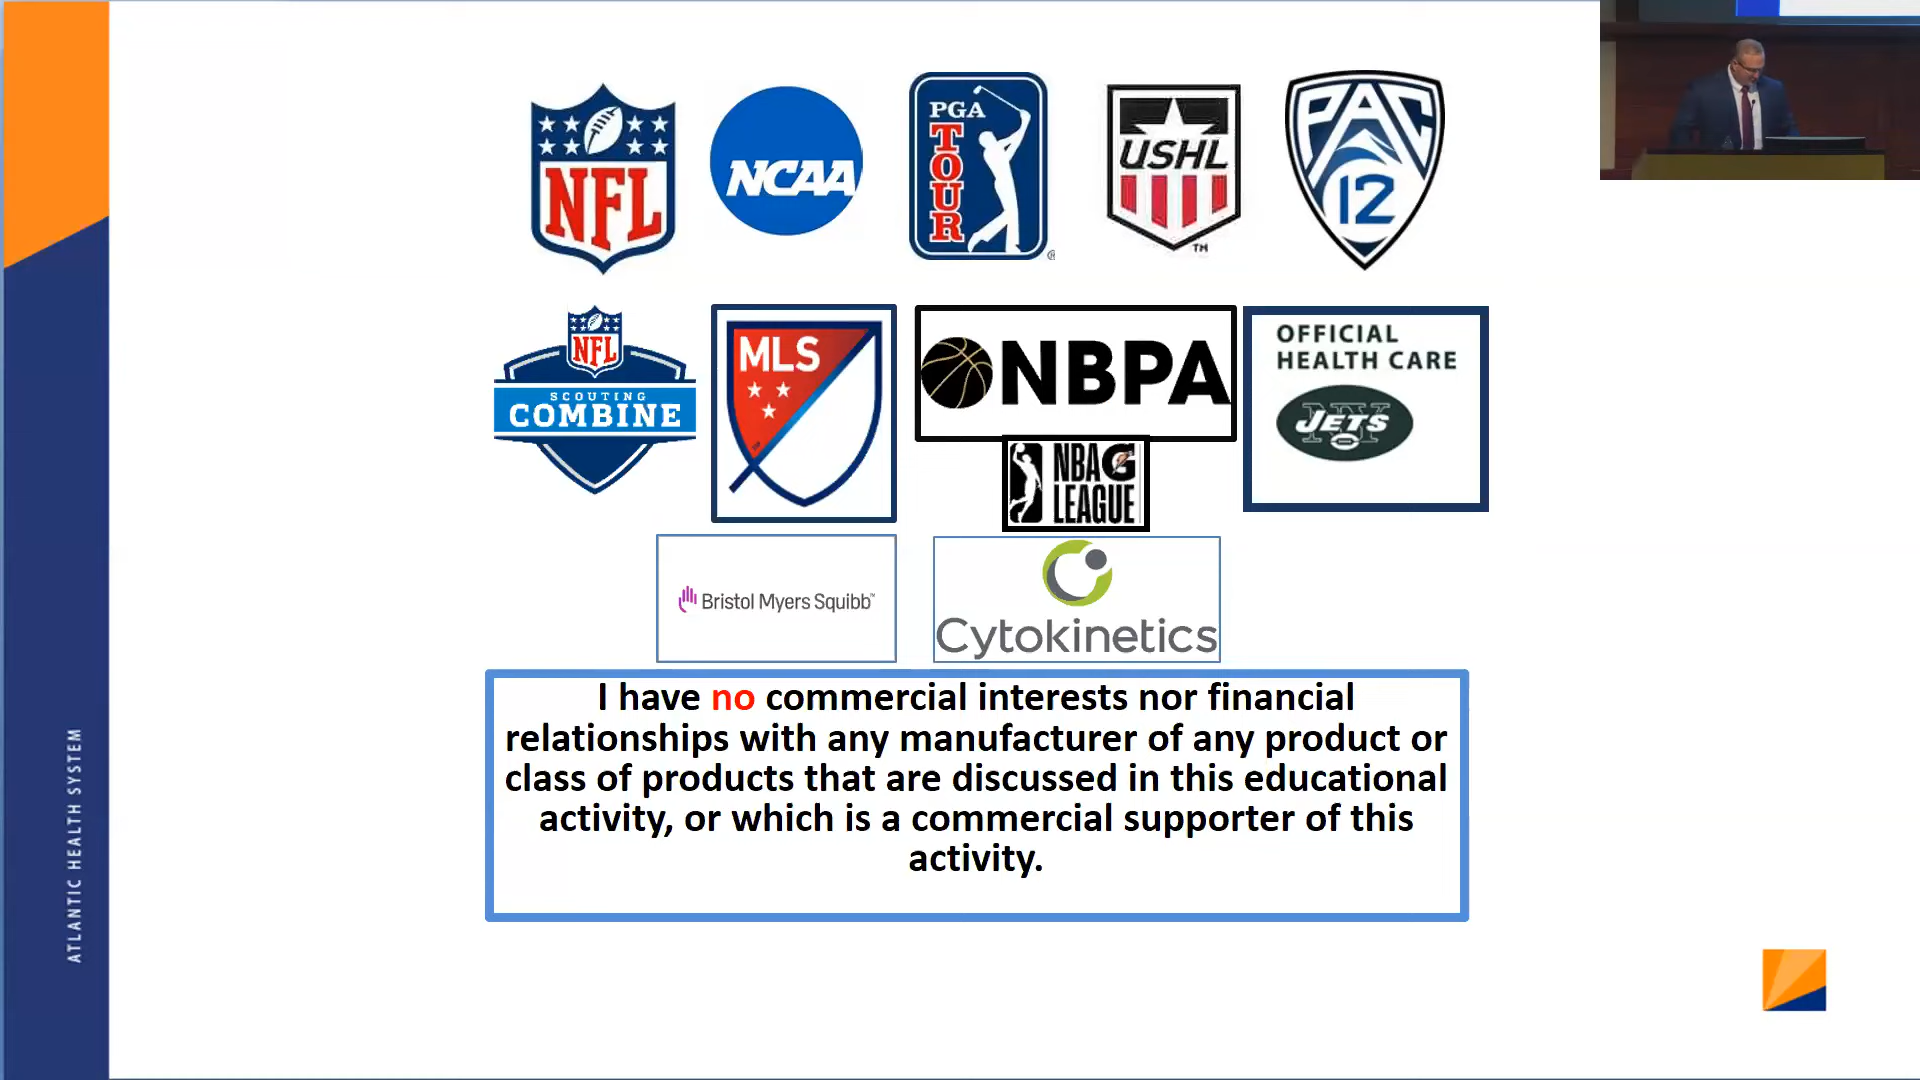 NFL
NCAA
PGA
TOUR
®
USHL
TM
PAC
12
NFL
SCOUTING
COMBINE
MLS
NBPA
NBA G
LEAGUE
OFFICIAL
HEALTH CARE
NY
JETS
Bristol Myers Squibb™
Cytokinetics
I have no commercial interests nor financial
relationships with any manufacturer of any product or
class of products that are discussed in this educational
activity, or which is a commercial supporter of this
activity.
ATLANTIC HEALTH SYSTEM